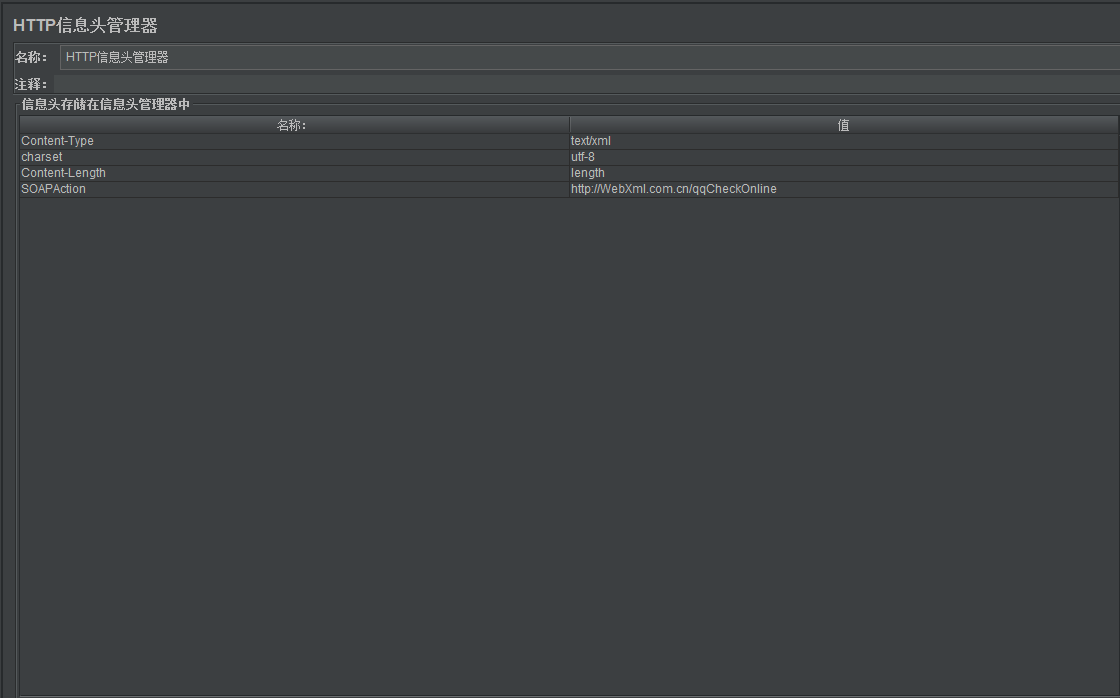 HTTP信息头管理器
名称： HTTP信息头管理器
注释：
信息头存储在信息头管理器中
名称： 值
Content-Type text/xml
charset utf-8
Content-Length length
SOAPAction http://WebXml.com.cn/qqCheckOnline